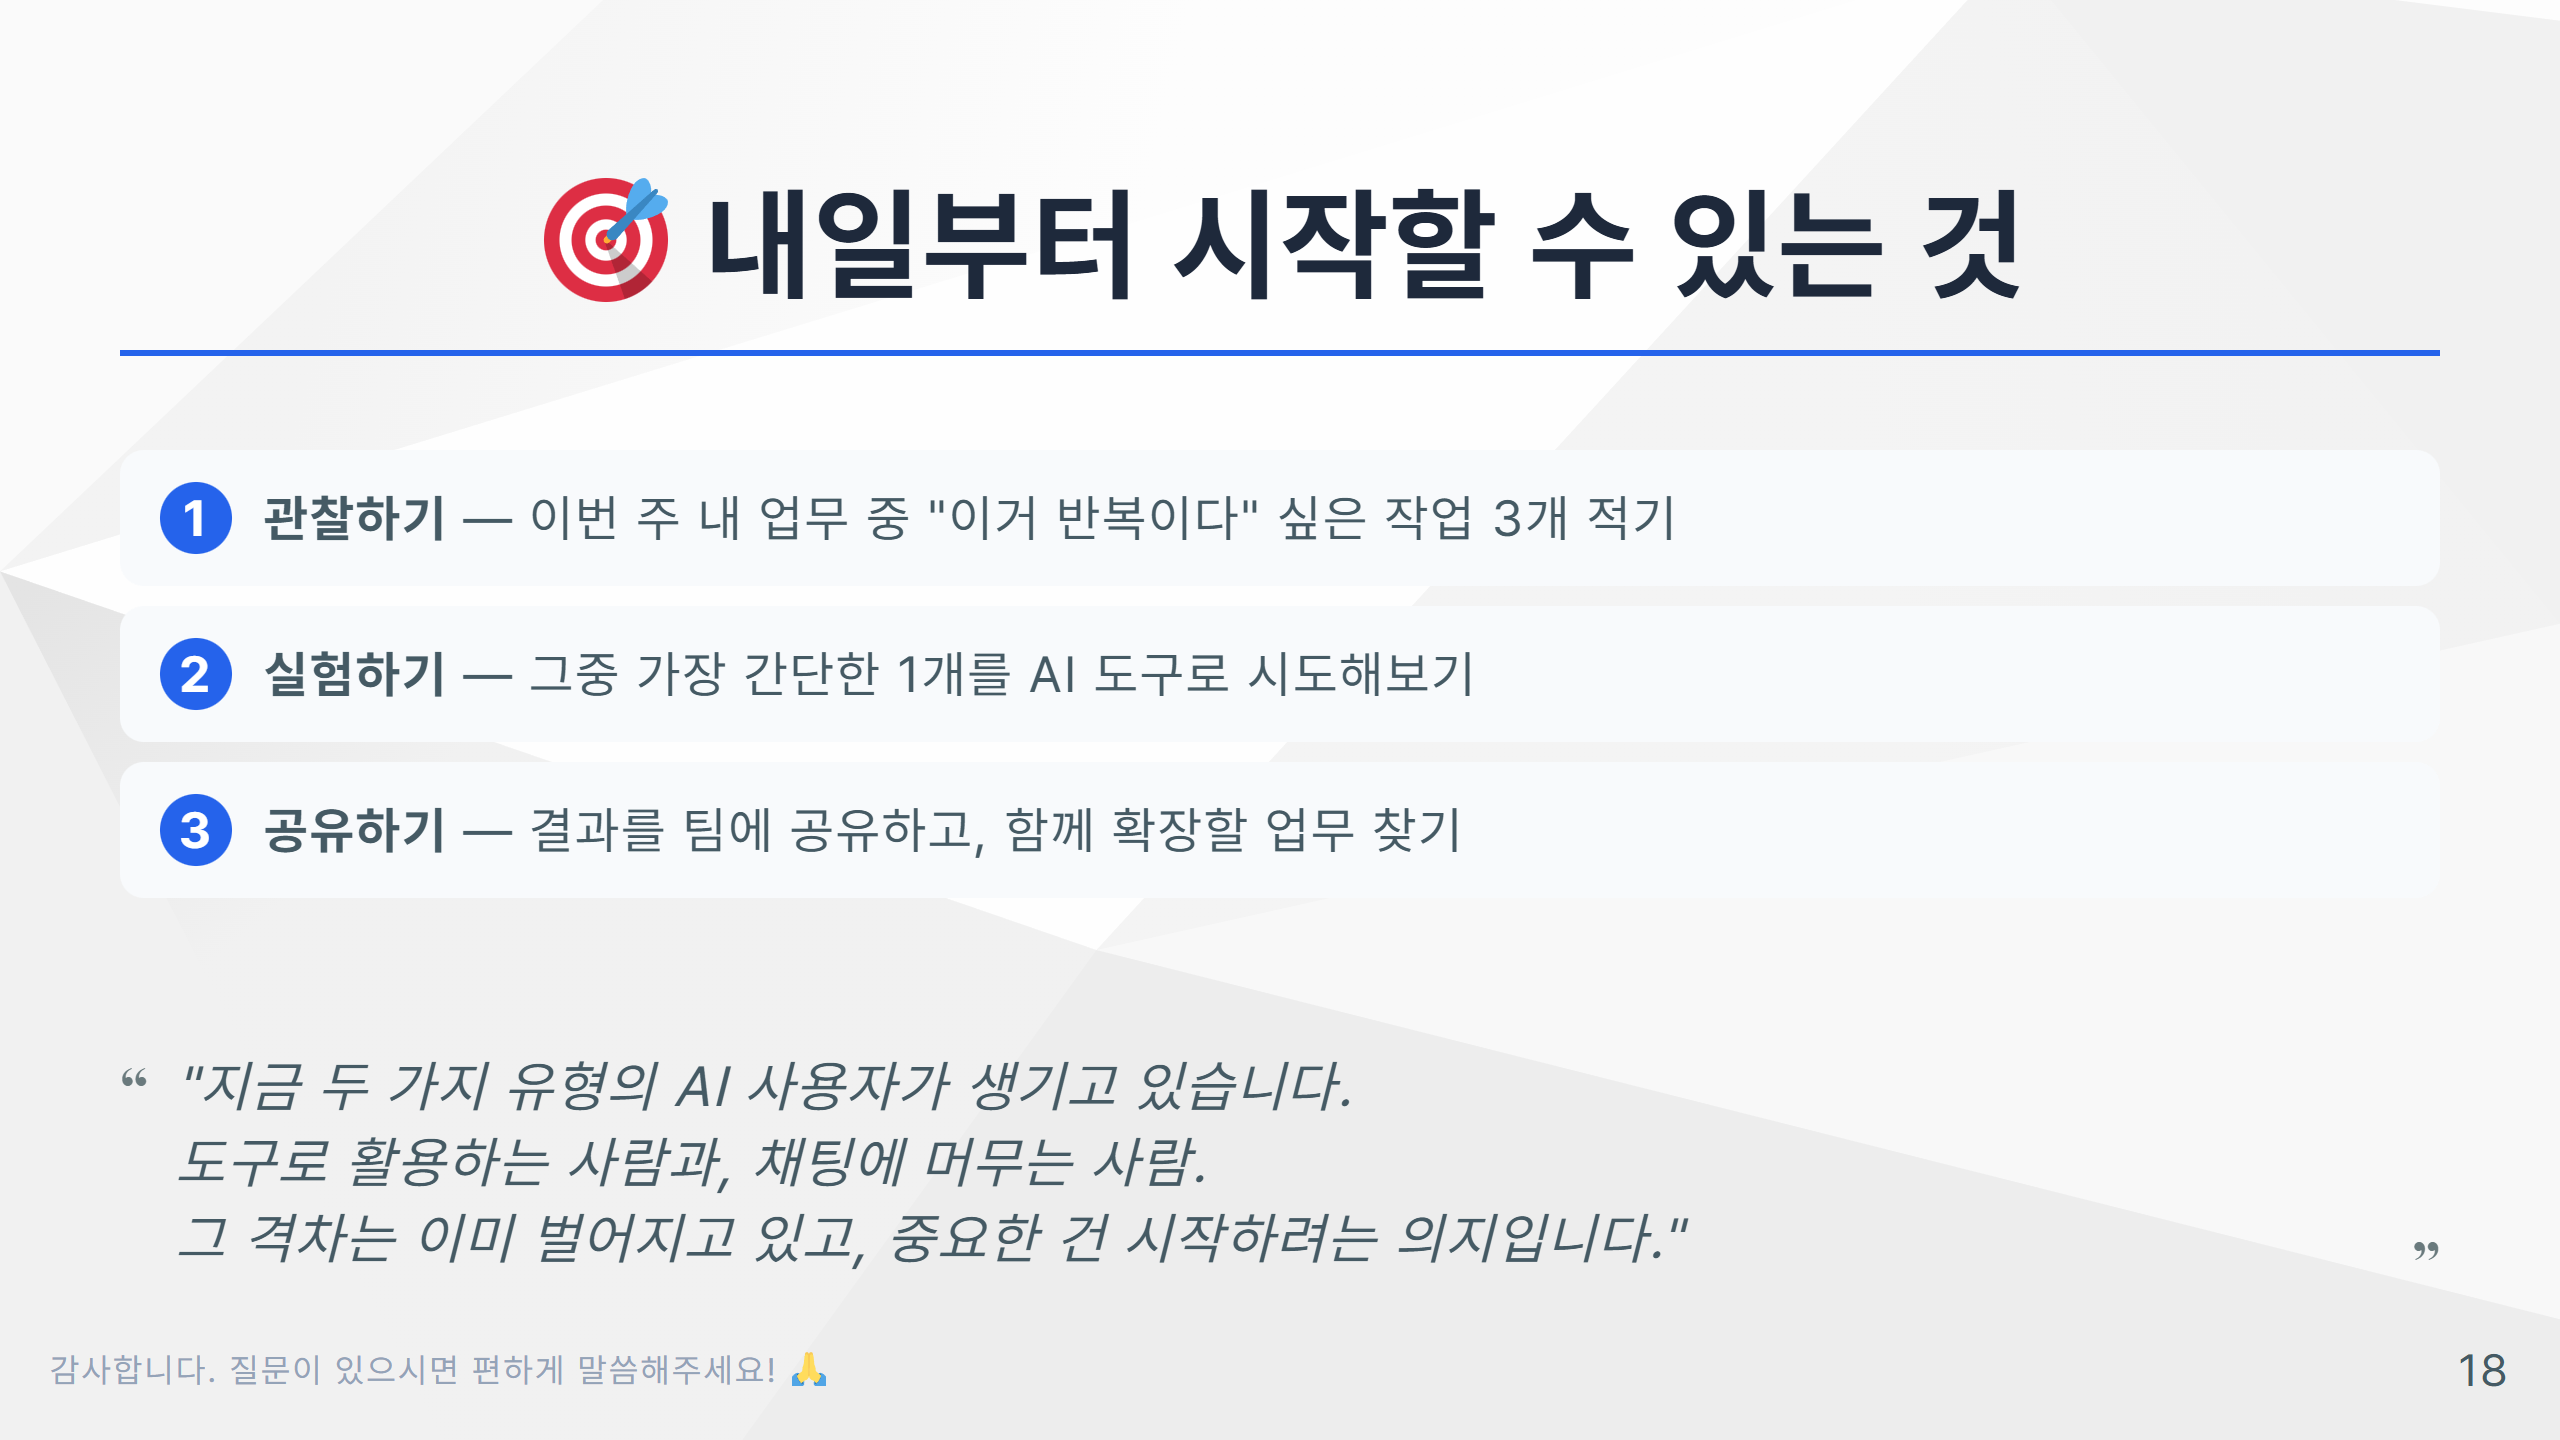 🎯 내일부터 시작할 수 있는 것
1 관찰하기 — 이번 주 내 업무 중 "이거 반복이다" 싶은 작업 3개 적기
2 실험하기 — 그중 가장 간단한 1개를 AI 도구로 시도해보기
3 공유하기 — 결과를 팀에 공유하고, 함께 확장할 업무 찾기
“ "지금 두 가지 유형의 AI 사용자가 생기고 있습니다.
도구로 활용하는 사람과, 채팅에 머무는 사람.
그 격차는 이미 벌어지고 있고, 중요한 건 시작하려는 의지입니다." ”
감사합니다. 질문이 있으시면 편하게 말씀해주세요! 🙏
18